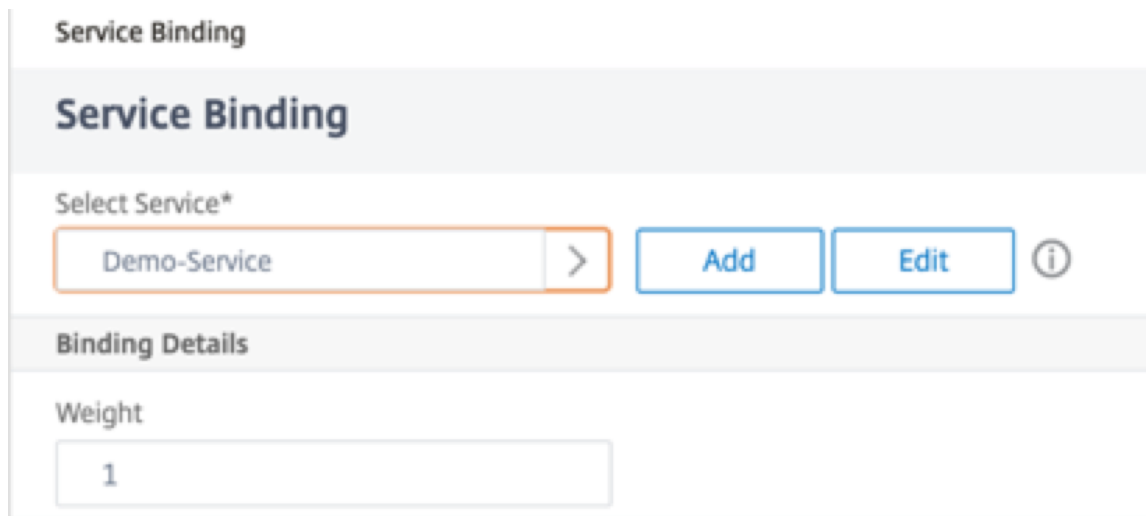 Service Binding
Service Binding
Select Service*
Demo-Service
Add
Edit
Binding Details
Weight
1